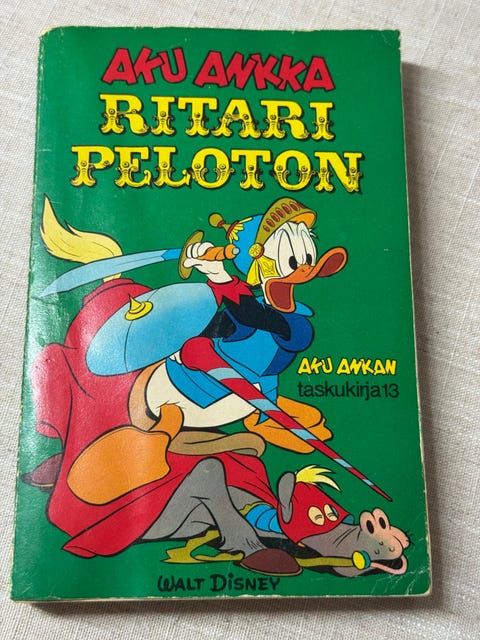 AKU ANKKA
RITARI
PELOTON
AKU ANKAN
taskukirja 13
WALT DISNEY